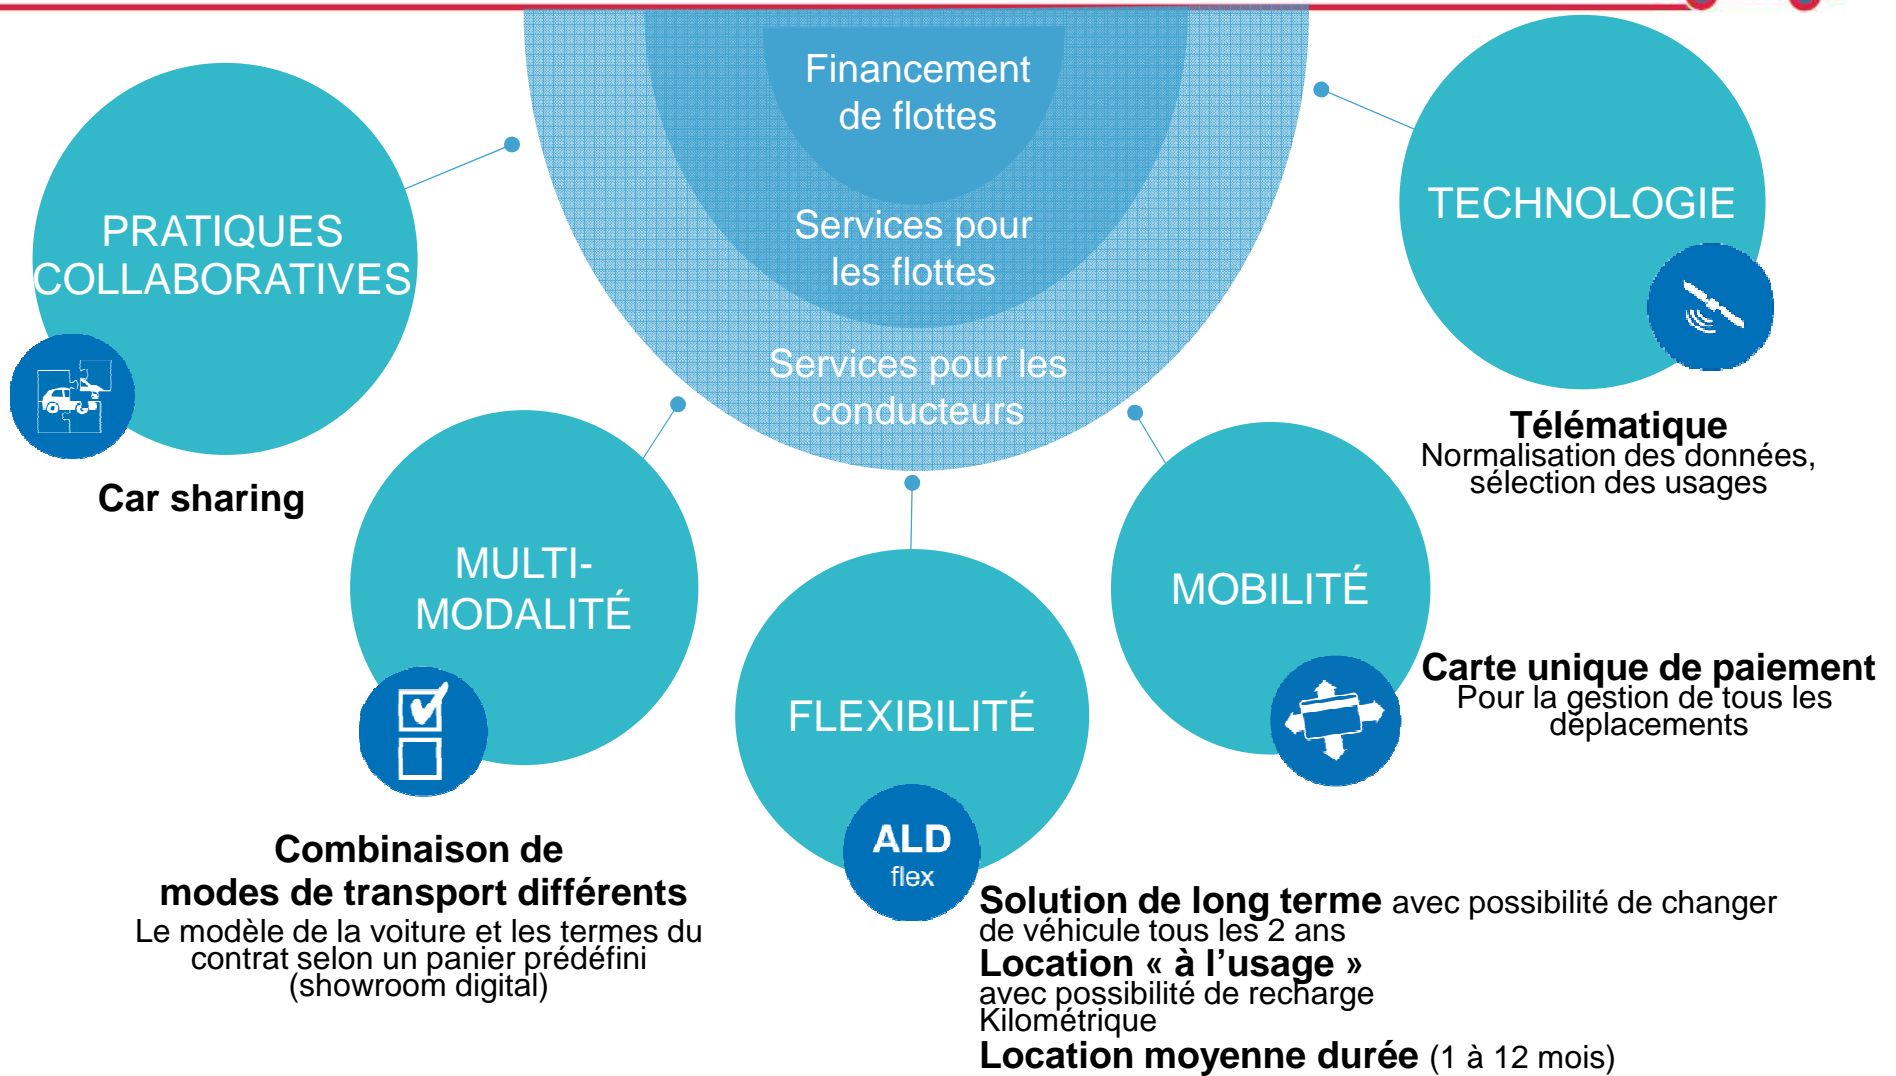 Financement
de flottes
Services pour
les flottes
Services pour les
conducteurs
PRATIQUES
COLLABORATIVES
Car sharing
MULTI-
MODALITÉ
Combinaison de
modes de transport différents
Le modèle de la voiture et les termes du
contrat selon un panier prédéfini
(showroom digital)
FLEXIBILITÉ
ALD
flex
Solution de long terme avec possibilité de changer
de véhicule tous les 2 ans
Location « à l’usage »
avec possibilité de recharge
Kilométrique
Location moyenne durée (1 à 12 mois)
MOBILITÉ
Carte unique de paiement
Pour la gestion de tous les
déplacements
TECHNOLOGIE
Télématique
Normalisation des données,
sélection des usages